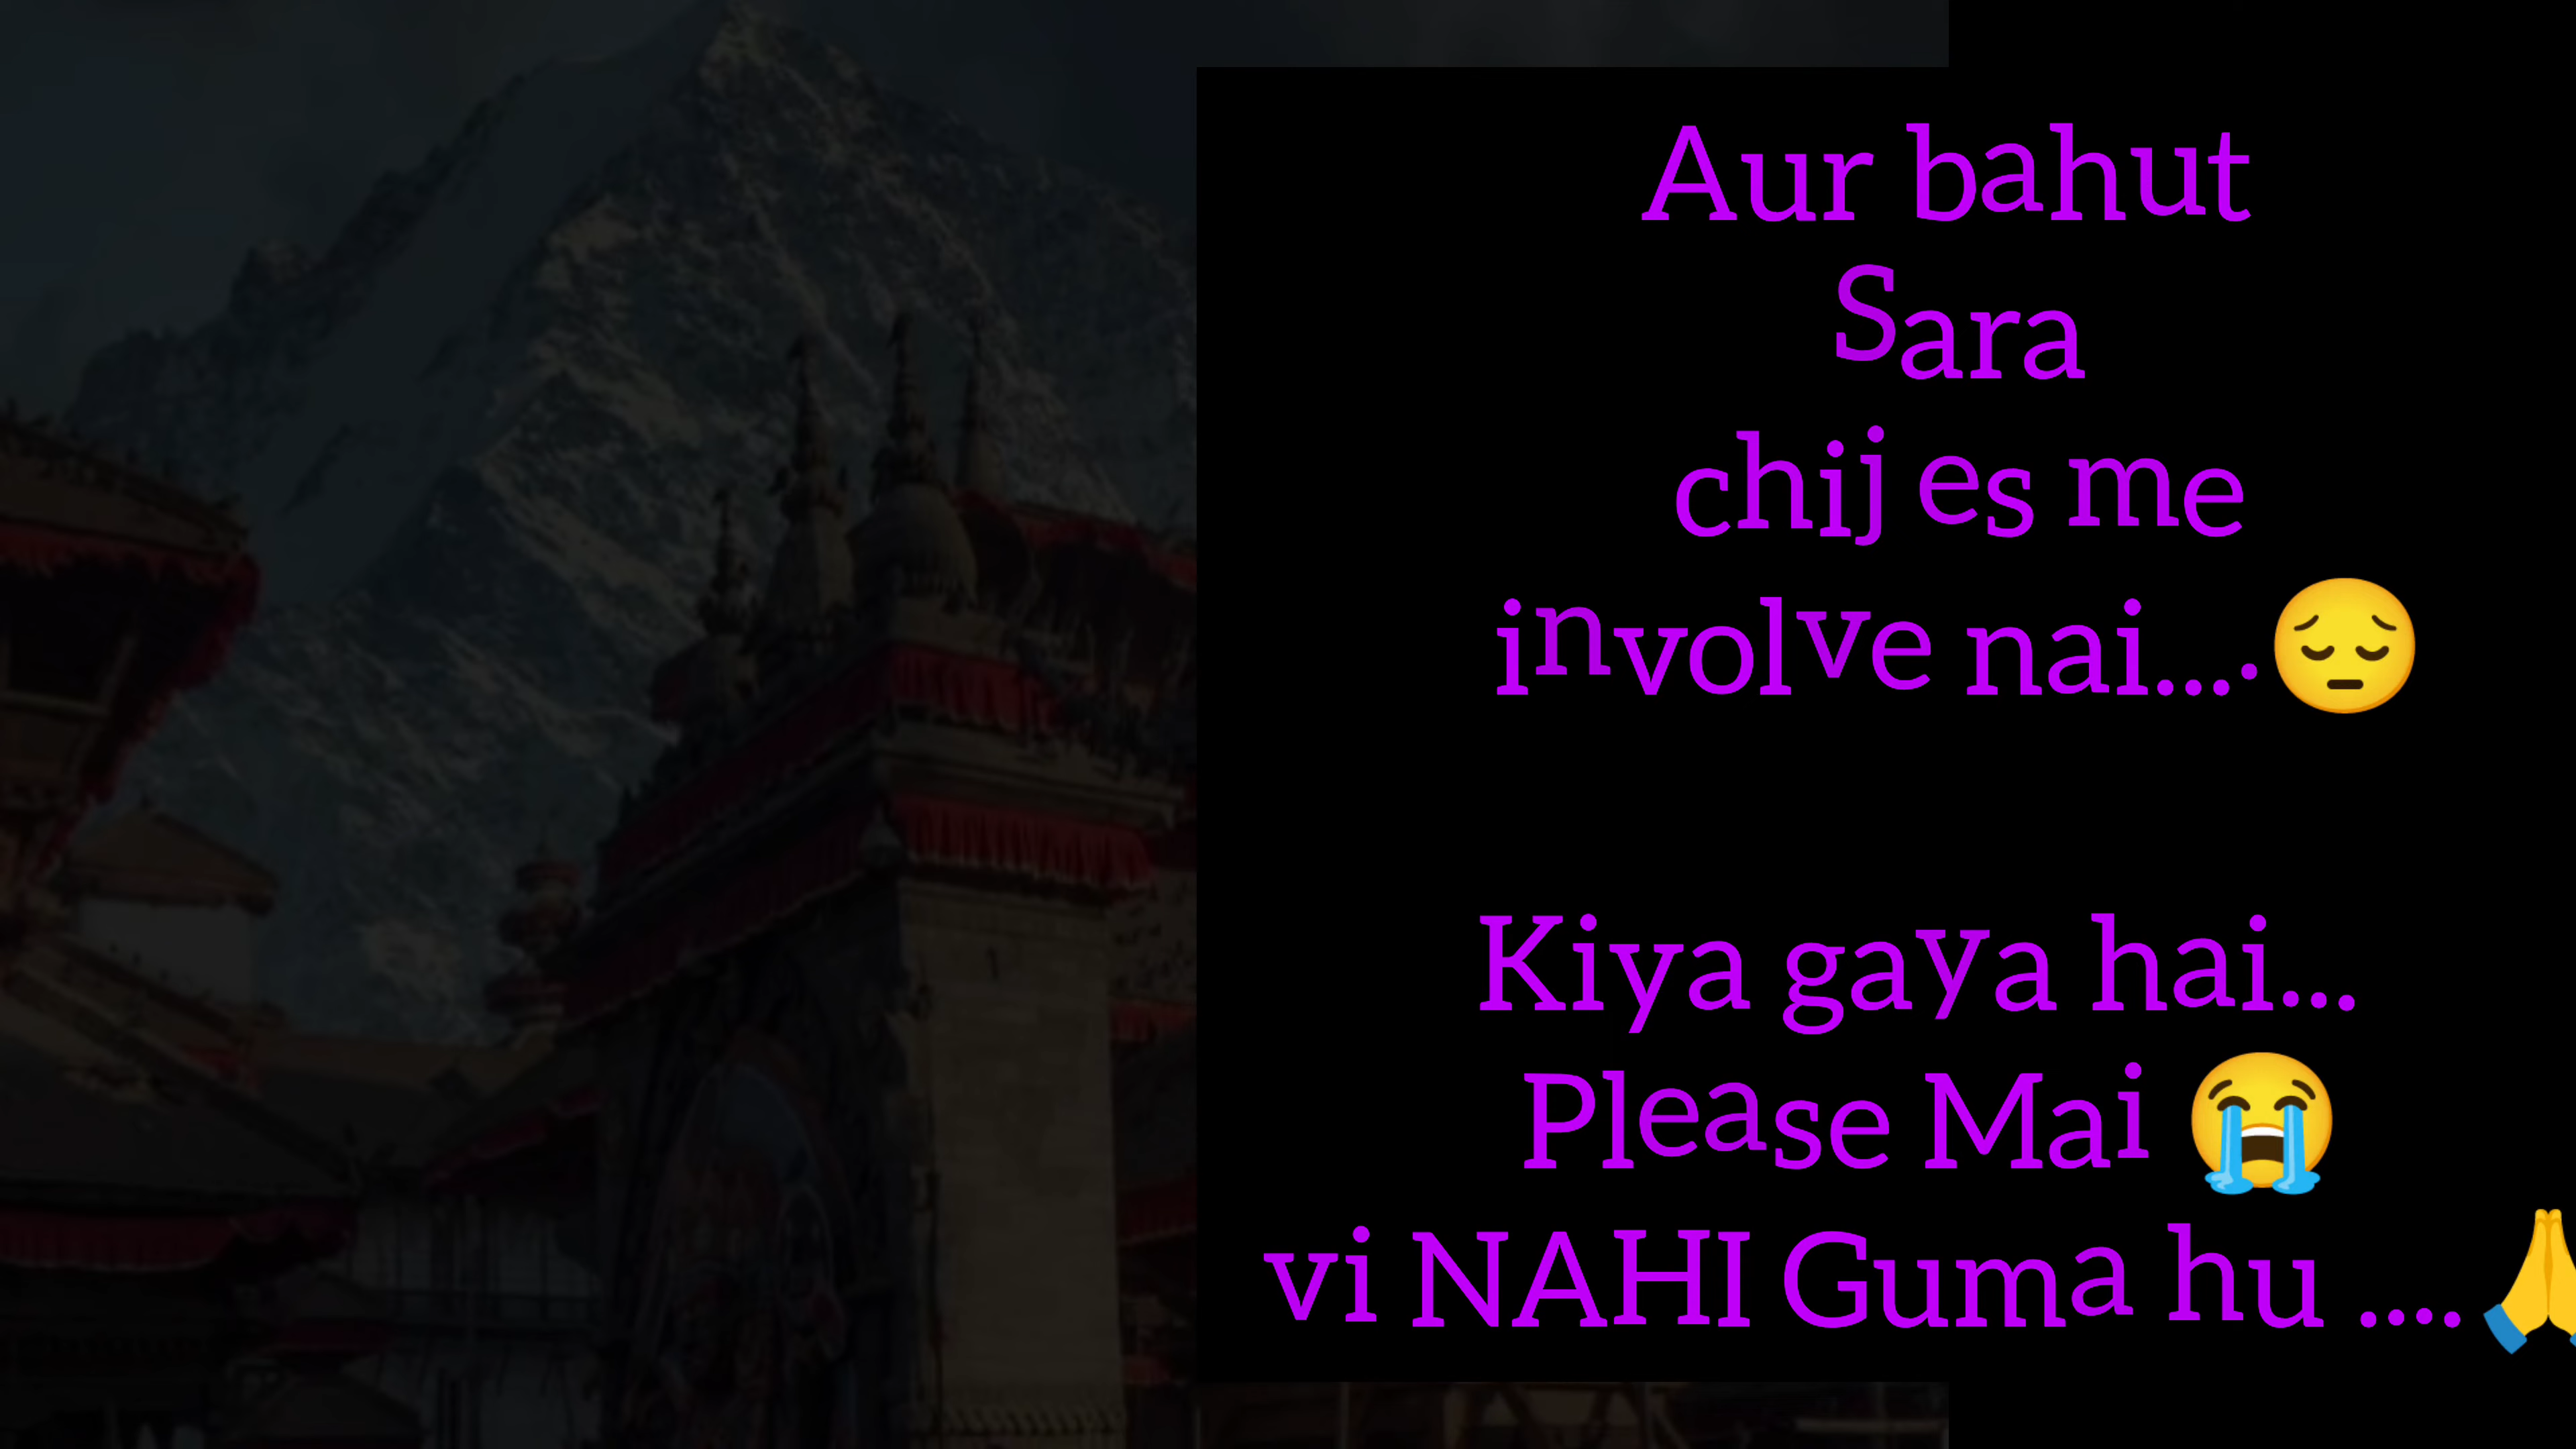 Aur bahut
Sara
chij es me
involve nai....😔
Kiya gaya hai...
Please Mai 😭
vi NAHI Guma hu ....🙏